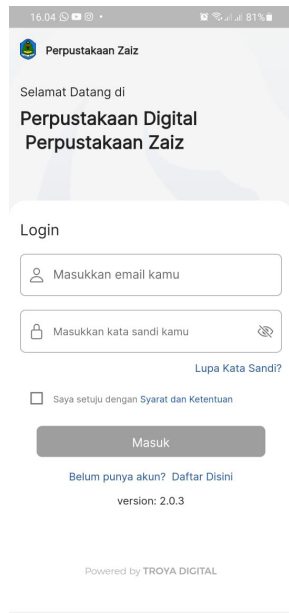 16.04 81%
Perpustakaan Zaiz
Selamat Datang di
Perpustakaan Digital
Perpustakaan Zaiz
Login
Masukkan email kamu
Masukkan kata sandi kamu
Lupa Kata Sandi?
Saya setuju dengan Syarat dan Ketentuan
Masuk
Belum punya akun? Daftar Disini
version: 2.0.3
Powered by TROYA DIGITAL